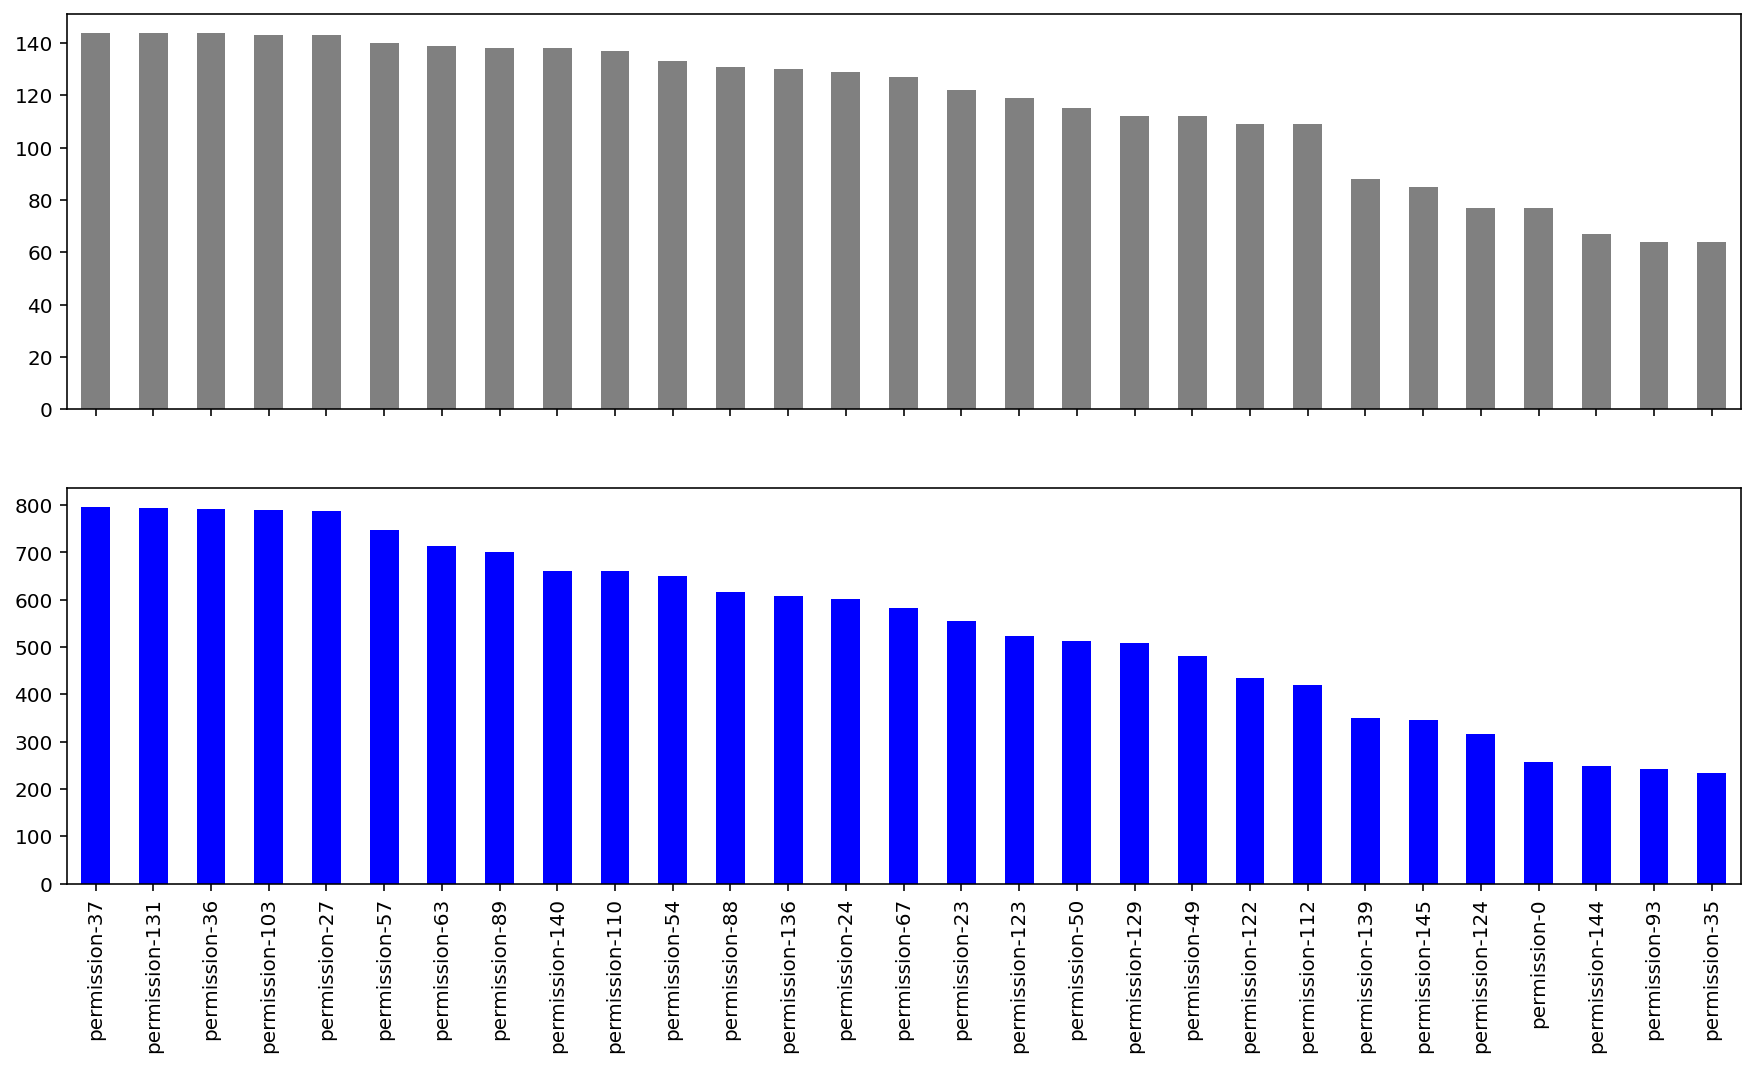 140
120
100
80
60
40
20
0
800
700
600
500
400
300
200
100
0
permission-37
permission-131
permission-36
permission-103
permission-27
permission-57
permission-63
permission-89
permission-140
permission-110
permission-54
permission-88
permission-136
permission-24
permission-67
permission-23
permission-123
permission-50
permission-129
permission-49
permission-122
permission-112
permission-139
permission-145
permission-124
permission-0
permission-144
permission-93
permission-35